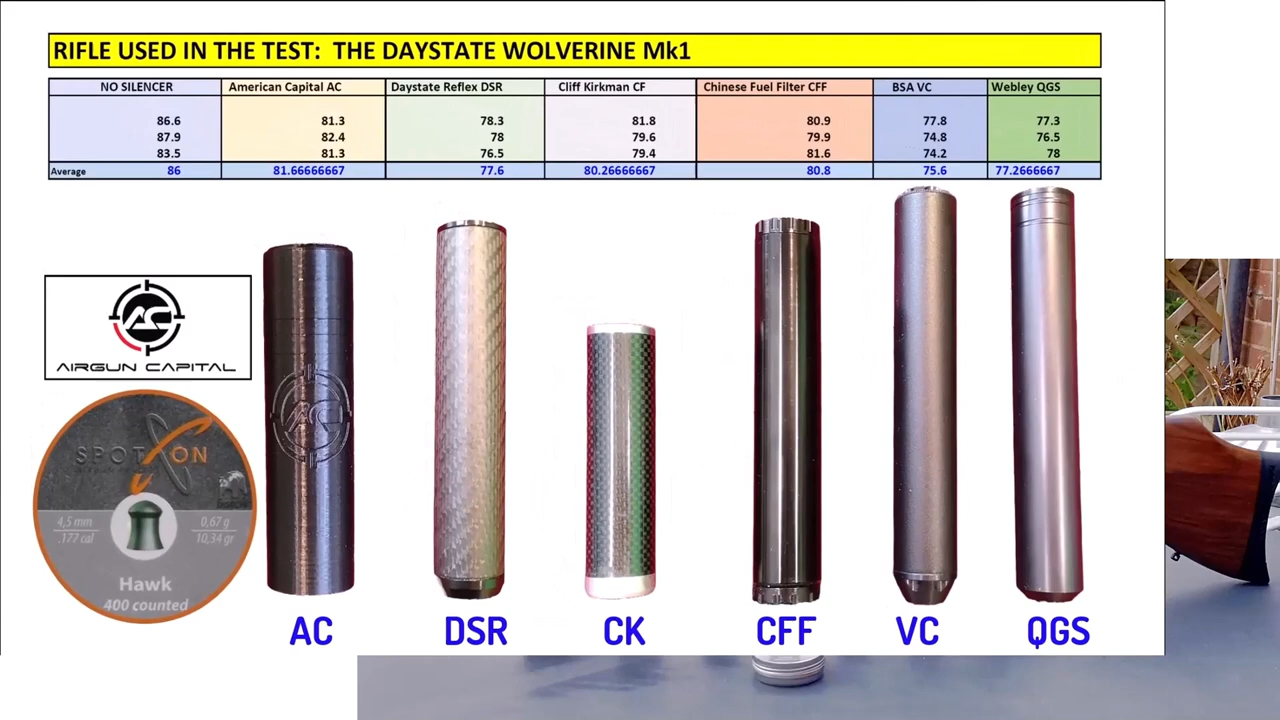 RIFLE USED IN THE TEST: THE DAYSTATE WOLVERINE Mk1
NO SILENCER American Capital AC Daystate Reflex DSR Cliff Kirkman CF Chinese Fuel Filter CFF BSA VC Webley QGS
86.6 81.3 78.3 81.8 80.9 77.8 77.3
87.9 82.4 78 79.6 79.9 74.8 76.5
83.5 81.3 76.5 79.4 81.6 74.2 78
Average 86 81.66666667 77.6 80.26666667 80.8 75.6 77.2666667
AC
AIRGUN CAPITAL
AC
SPOT ON
4,5 mm 0,67 g
.177 cal 10,34 gr
Hawk
400 counted
AC DSR CK CFF VC QGS